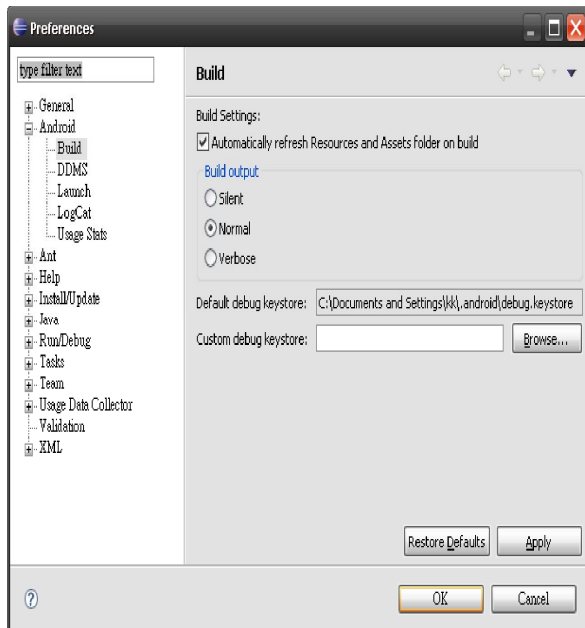 Preferences
type filter text
General
Android
Build
DDMS
Launch
LogCat
Usage Stats
Ant
Help
Install/Update
Java
Run/Debug
Tasks
Team
Usage Data Collector
Validation
XML
Build
Build Settings:
Automatically refresh Resources and Assets folder on build
Build output
Silent
Normal
Verbose
Default debug keystore: C:\Documents and Settings\kk\.android\debug.keystore
Custom debug keystore: Browse...
Restore Defaults Apply
? OK Cancel